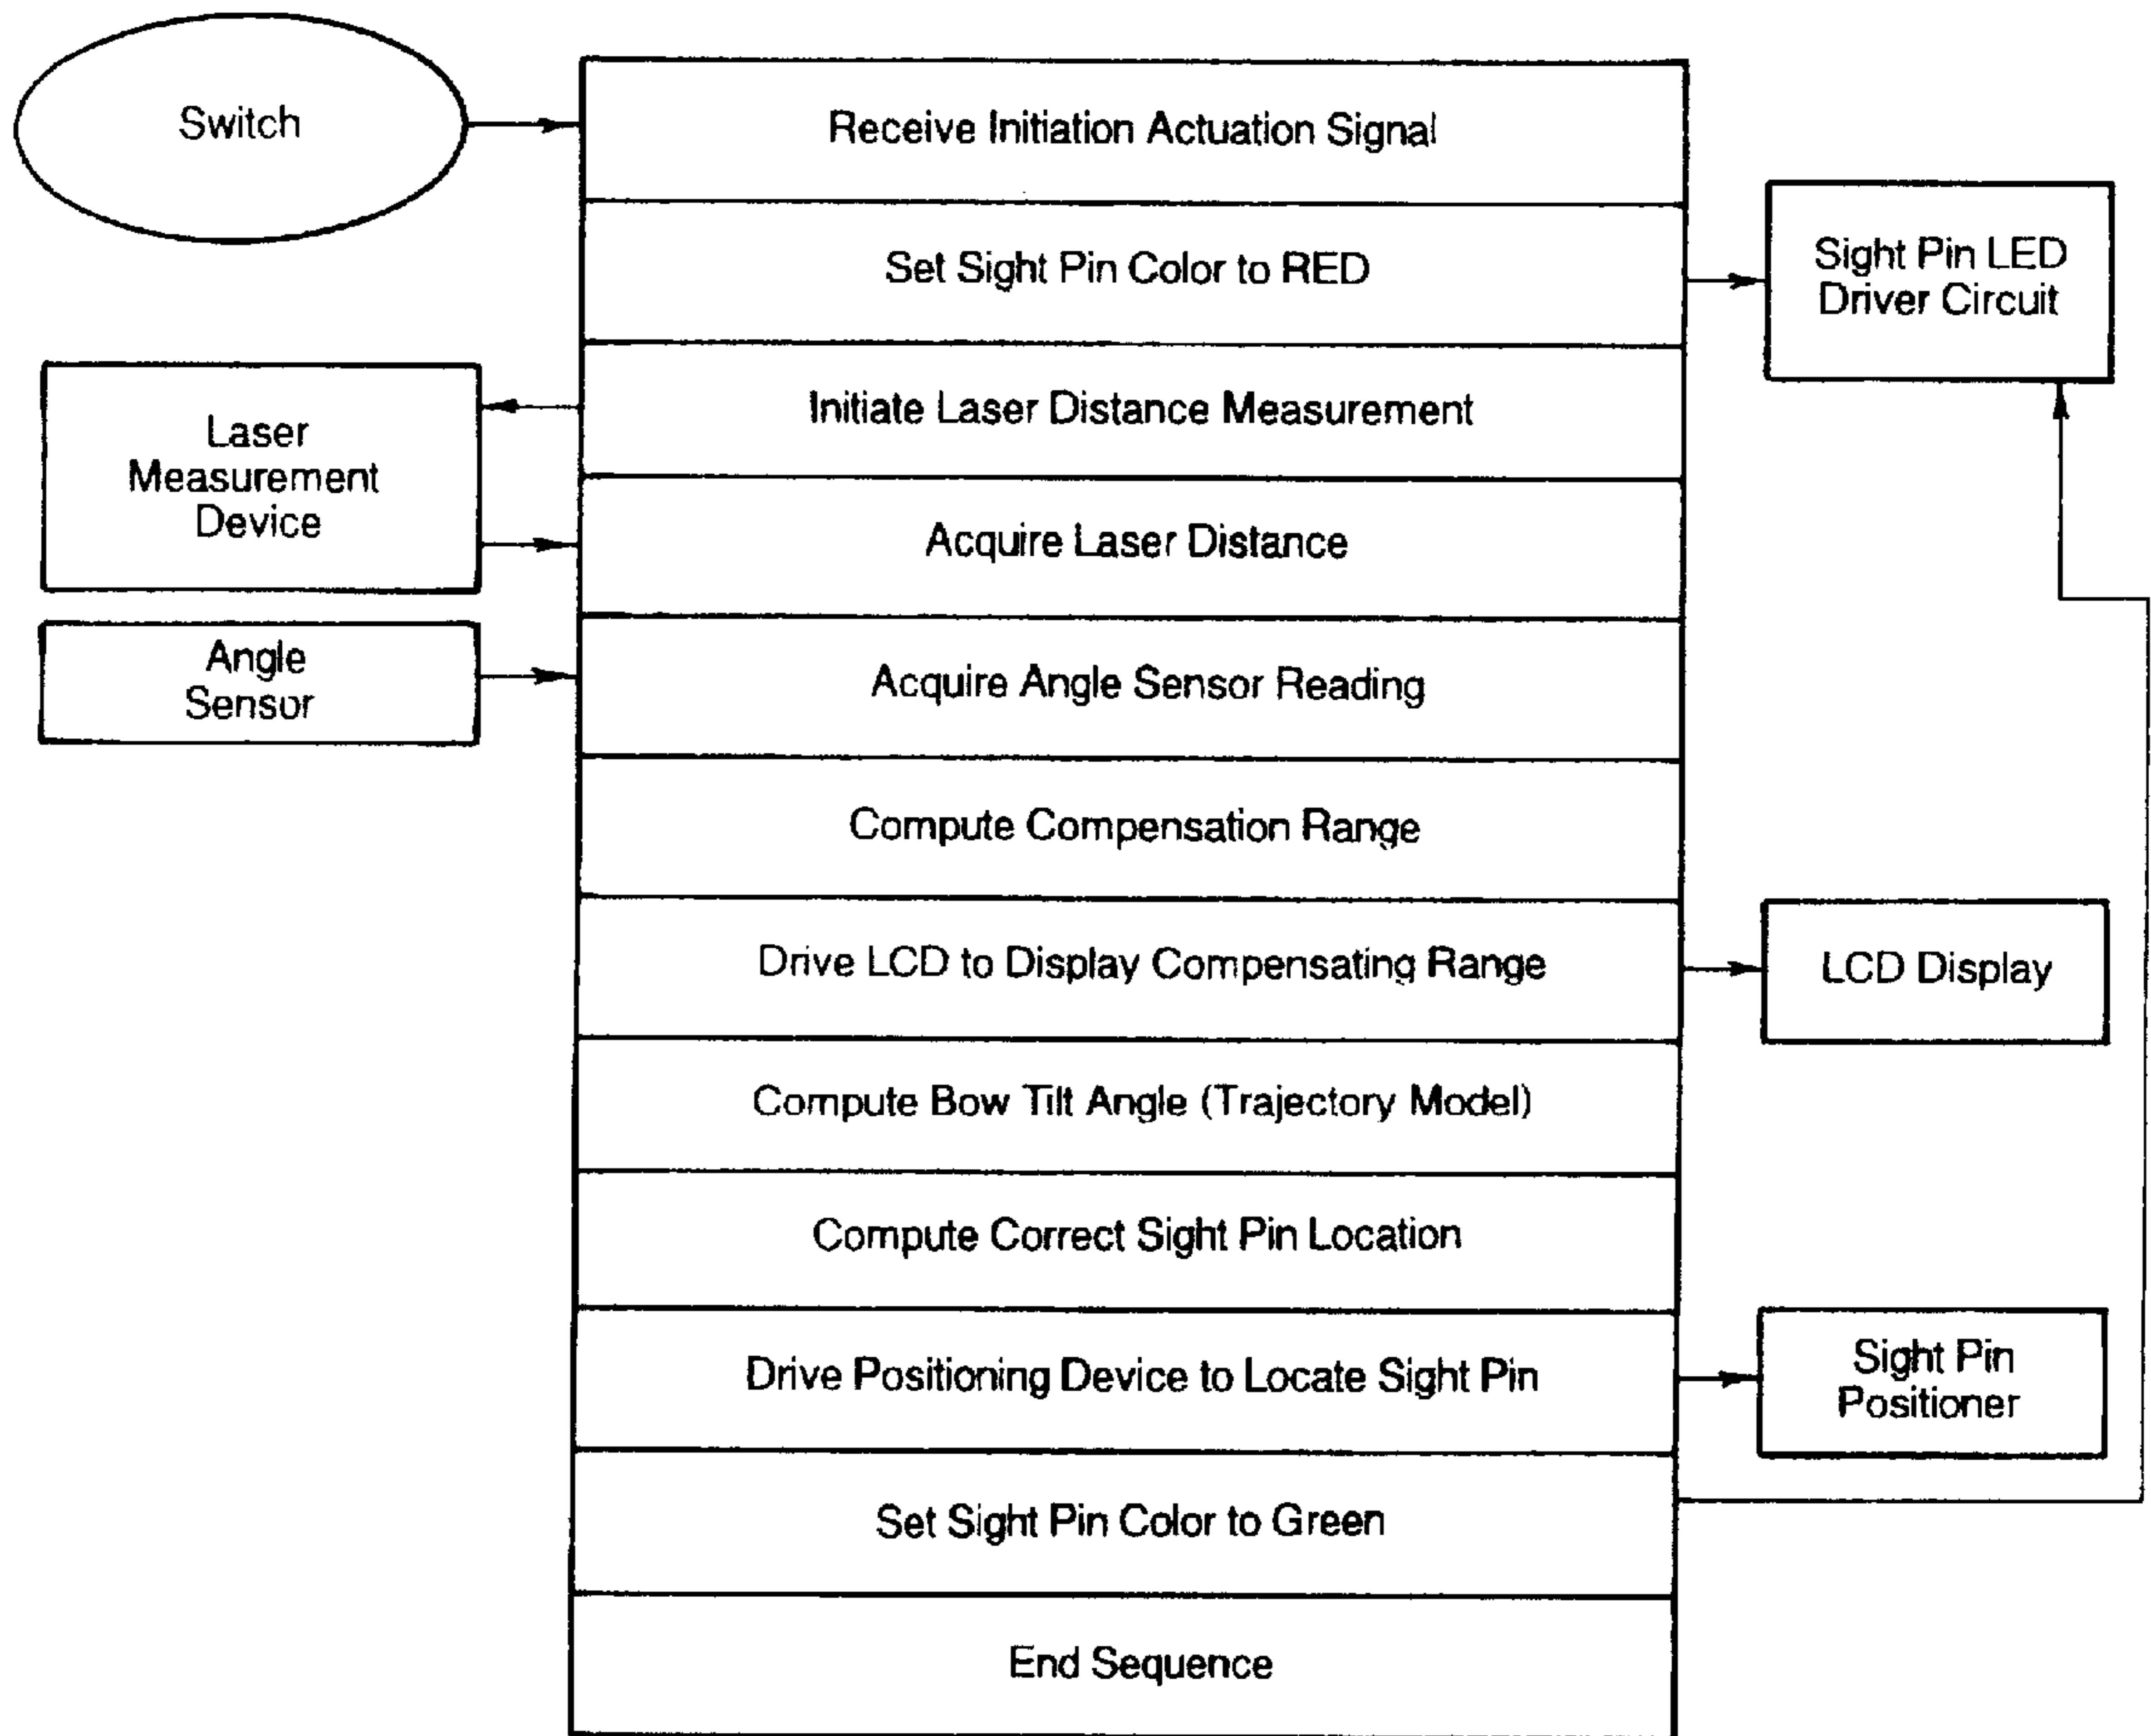 Switch
Receive Initiation Actuation Signal
Set Sight Pin Color to RED
Sight Pin LED
Driver Circuit
Initiate Laser Distance Measurement
Laser
Measurement
Device
Acquire Laser Distance
Angle
Sensor
Acquire Angle Sensor Reading
Compute Compensation Range
Drive LCD to Display Compensating Range
LCD Display
Compute Bow Tilt Angle (Trajectory Model)
Compute Correct Sight Pin Location
Drive Positioning Device to Locate Sight Pin
Sight Pin
Positioner
Set Sight Pin Color to Green
End Sequence